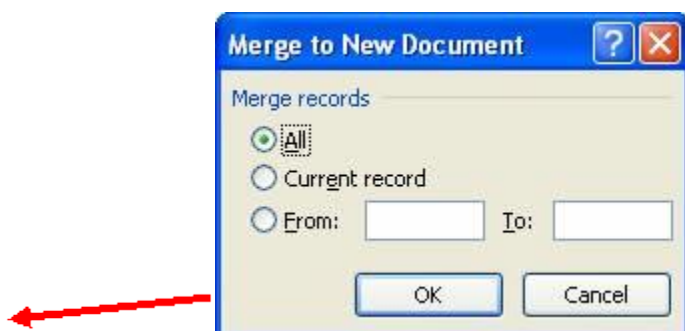 Merge to New Document
Merge records
All
Current record
From: To:
OK Cancel